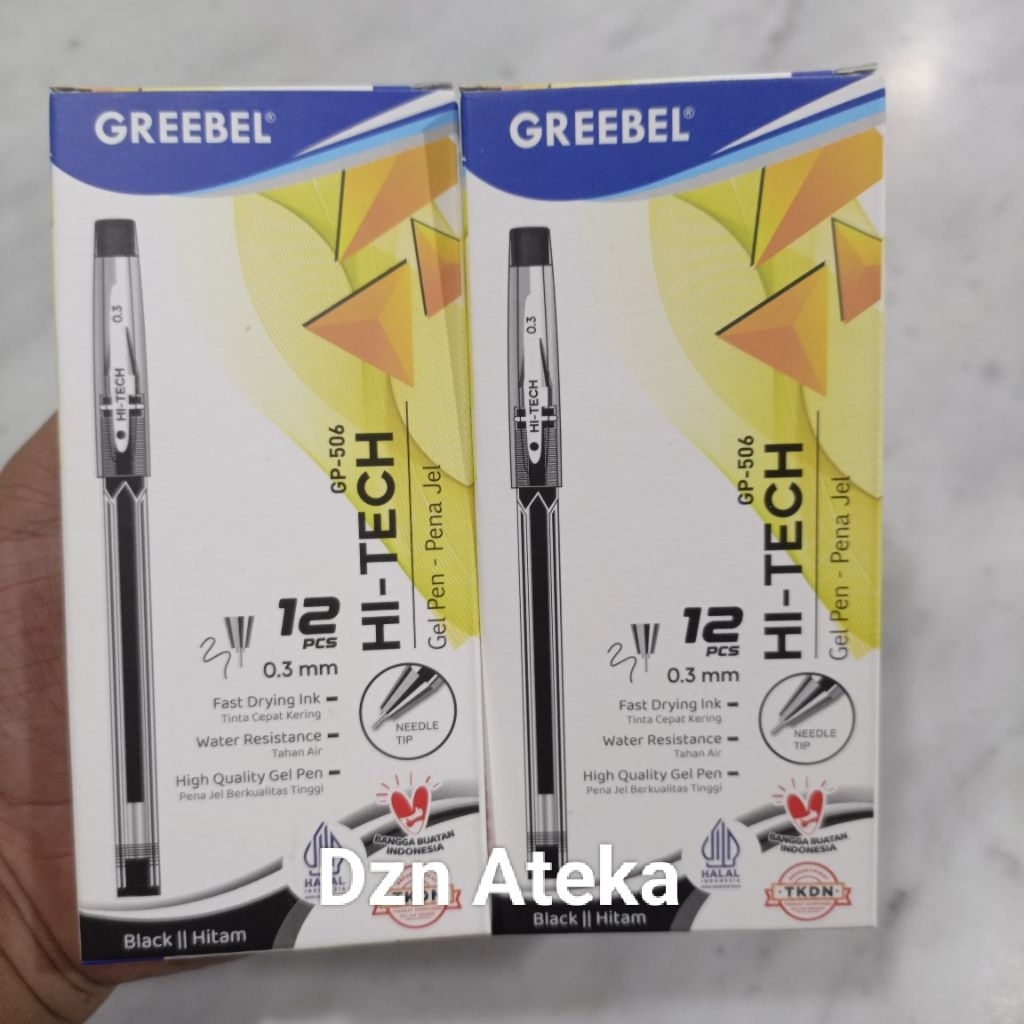 GREEBEL®
0.3
HI-TECH
GP-506
HI-TECH
Gel Pen - Pena Jel
12
PCS
0.3 mm
Fast Drying Ink
Tinta Cepat Kering
Water Resistance
Tahan Air
High Quality Gel Pen
Pena Jel Berkualitas Tinggi
NEEDLE
TIP
BANGGA BUATAN
INDONESIA
HALAL
INDONESIA
TKDN
Black || Hitam
GREEBEL®
0.3
HI-TECH
GP-506
HI-TECH
Gel Pen - Pena Jel
12
PCS
0.3 mm
Fast Drying Ink
Tinta Cepat Kering
Water Resistance
Tahan Air
High Quality Gel Pen
Pena Jel Berkualitas Tinggi
NEEDLE
TIP
BANGGA BUATAN
INDONESIA
HALAL
INDONESIA
TKDN
Black || Hitam
Dzn Ateka